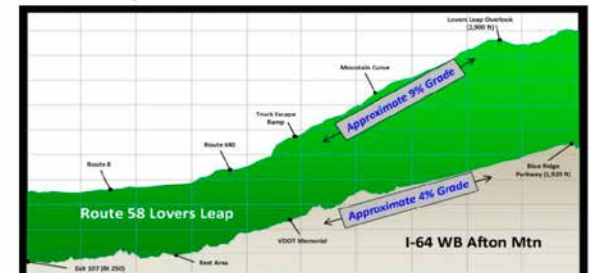 Lovers Leap Overlook
(2,900 ft)
Mountain Curve
Approximate 9% Grade
Truck Escape
Ramp
Route 640
Route 8
Blue Ridge
Parkway (1,920 ft)
Approximate 4% Grade
Route 58 Lovers Leap
VDOT Memorial
I-64 WB Afton Mtn
Rest Area
Exit 107 (Rt 250)